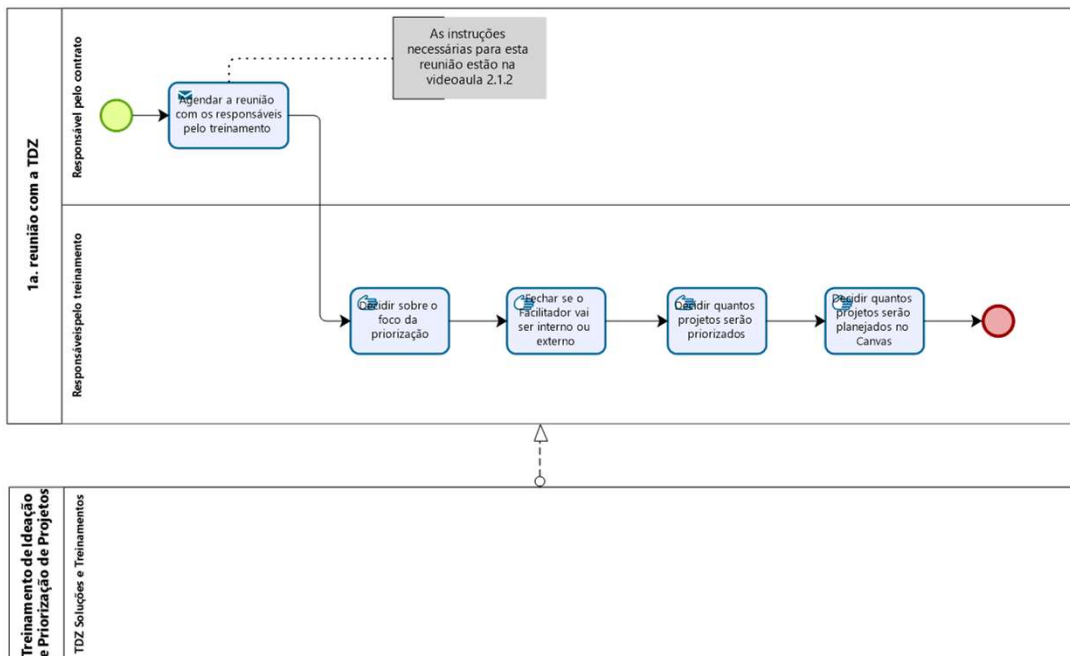 1a. reunião com a TDZ
Responsável pelo contrato
As instruções
necessárias para esta
reunião estão na
videoaula 2.1.2
Agendar a reunião
com os responsáveis
pelo treinamento
Responsáveispelo treinamento
Decidir sobre o
foco da
priorização
Fechar se o
Facilitador vai
ser interno ou
externo
Decidir quantos
projetos serão
priorizados
Decidir quantos
projetos serão
planejados no
Canvas
Treinamento de Ideação
e Priorização de Projetos
TDZ Soluções e Treinamentos